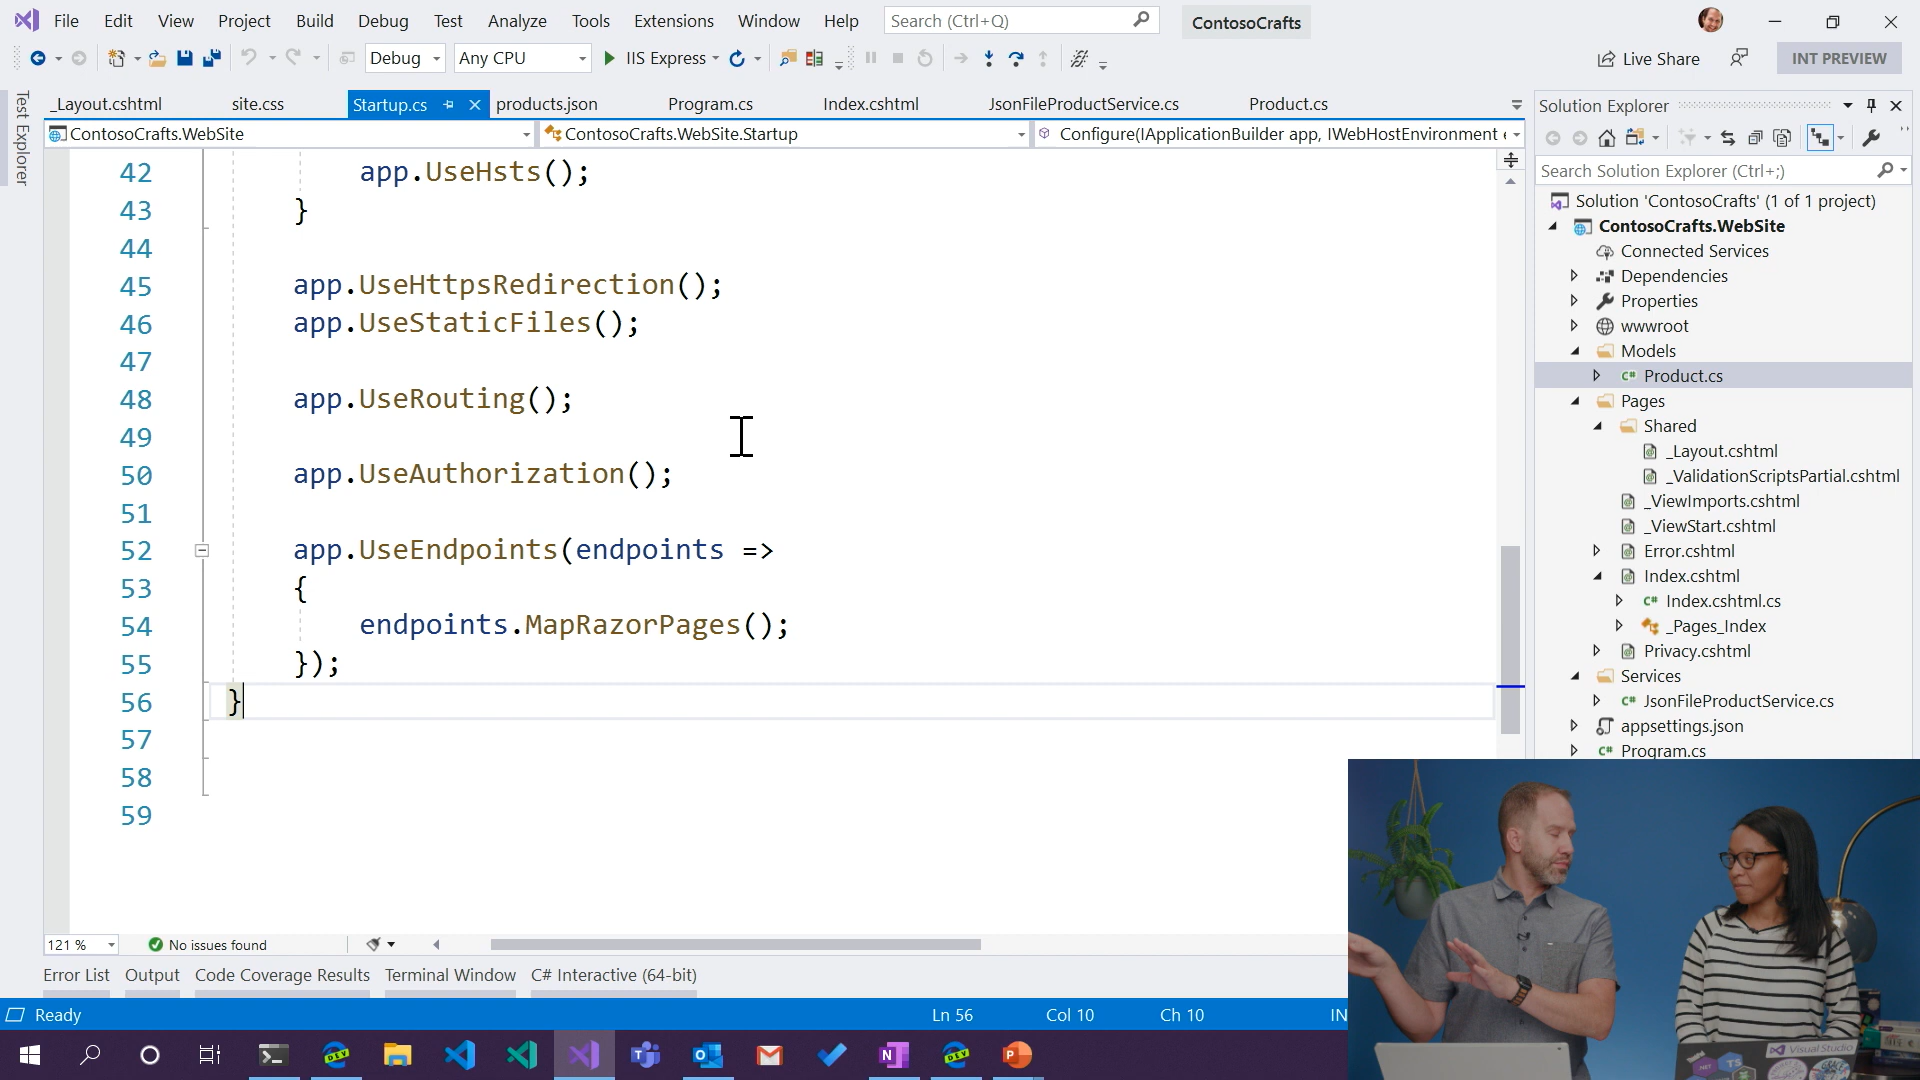 File Edit View Project Build Debug Test Analyze Tools Extensions Window Help Search (Ctrl+Q) ContosoCrafts
Debug Any CPU IIS Express Live Share INT PREVIEW
Test Explorer
_Layout.cshtml site.css Startup.cs products.json Program.cs Index.cshtml JsonFileProductService.cs Product.cs
ContosoCrafts.WebSite ContosoCrafts.WebSite.Startup Configure(IApplicationBuilder app, IWebHostEnvironment e
42 app.UseHsts();
43 }
44
45 app.UseHttpsRedirection();
46 app.UseStaticFiles();
47
48 app.UseRouting();
49
50 app.UseAuthorization();
51
52 app.UseEndpoints(endpoints =>
53 {
54 endpoints.MapRazorPages();
55 });
56 }
57
58
59
121 % No issues found
Error List Output Code Coverage Results Terminal Window C# Interactive (64-bit)
Ready Ln 56 Col 10 Ch 10 IN
Solution Explorer
Search Solution Explorer (Ctrl+;)
Solution 'ContosoCrafts' (1 of 1 project)
ContosoCrafts.WebSite
Connected Services
Dependencies
Properties
wwwroot
Models
C# Product.cs
Pages
Shared
_Layout.cshtml
_ValidationScriptsPartial.cshtml
_ViewImports.cshtml
_ViewStart.cshtml
Error.cshtml
Index.cshtml
C# Index.cshtml.cs
_Pages_Index
Privacy.cshtml
Services
C# JsonFileProductService.cs
appsettings.json
C# Program.cs
DEV
DEV
Visual Studio